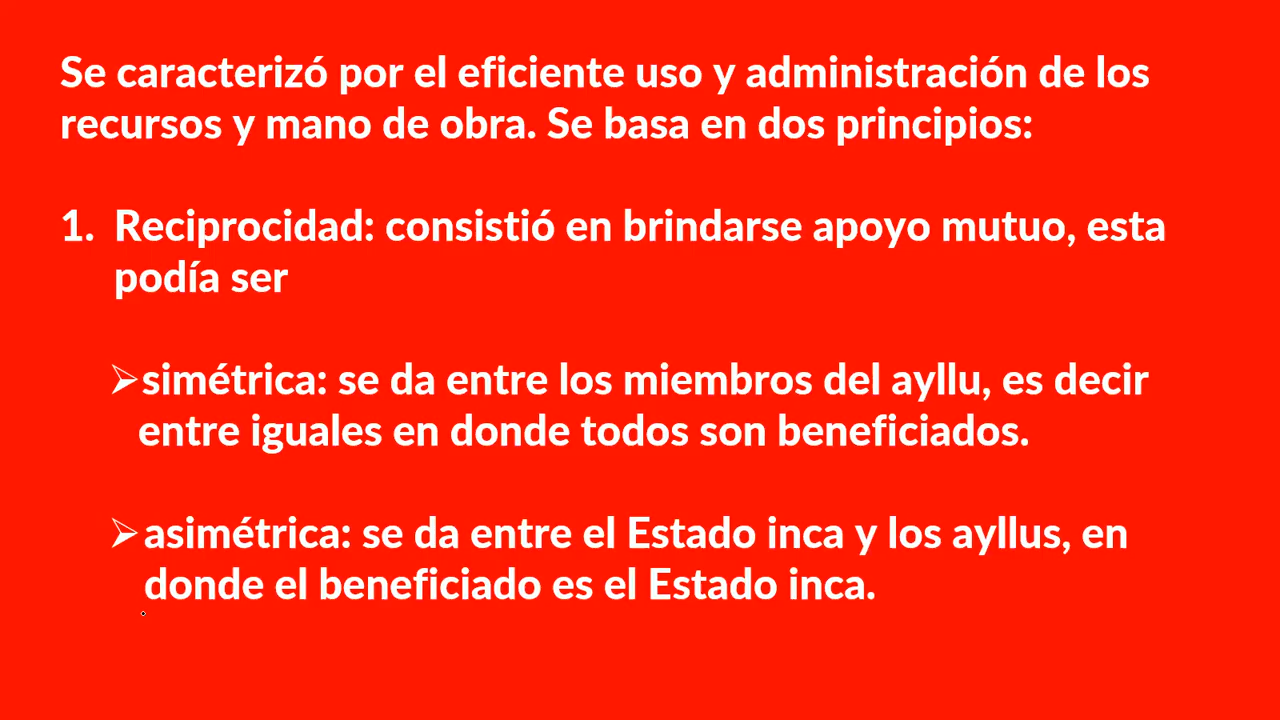 Se caracterizó por el eficiente uso y administración de los
recursos y mano de obra. Se basa en dos principios:
1. Reciprocidad: consistió en brindarse apoyo mutuo, esta
podía ser
➢simétrica: se da entre los miembros del ayllu, es decir
entre iguales en donde todos son beneficiados.
➢asimétrica: se da entre el Estado inca y los ayllus, en
donde el beneficiado es el Estado inca.